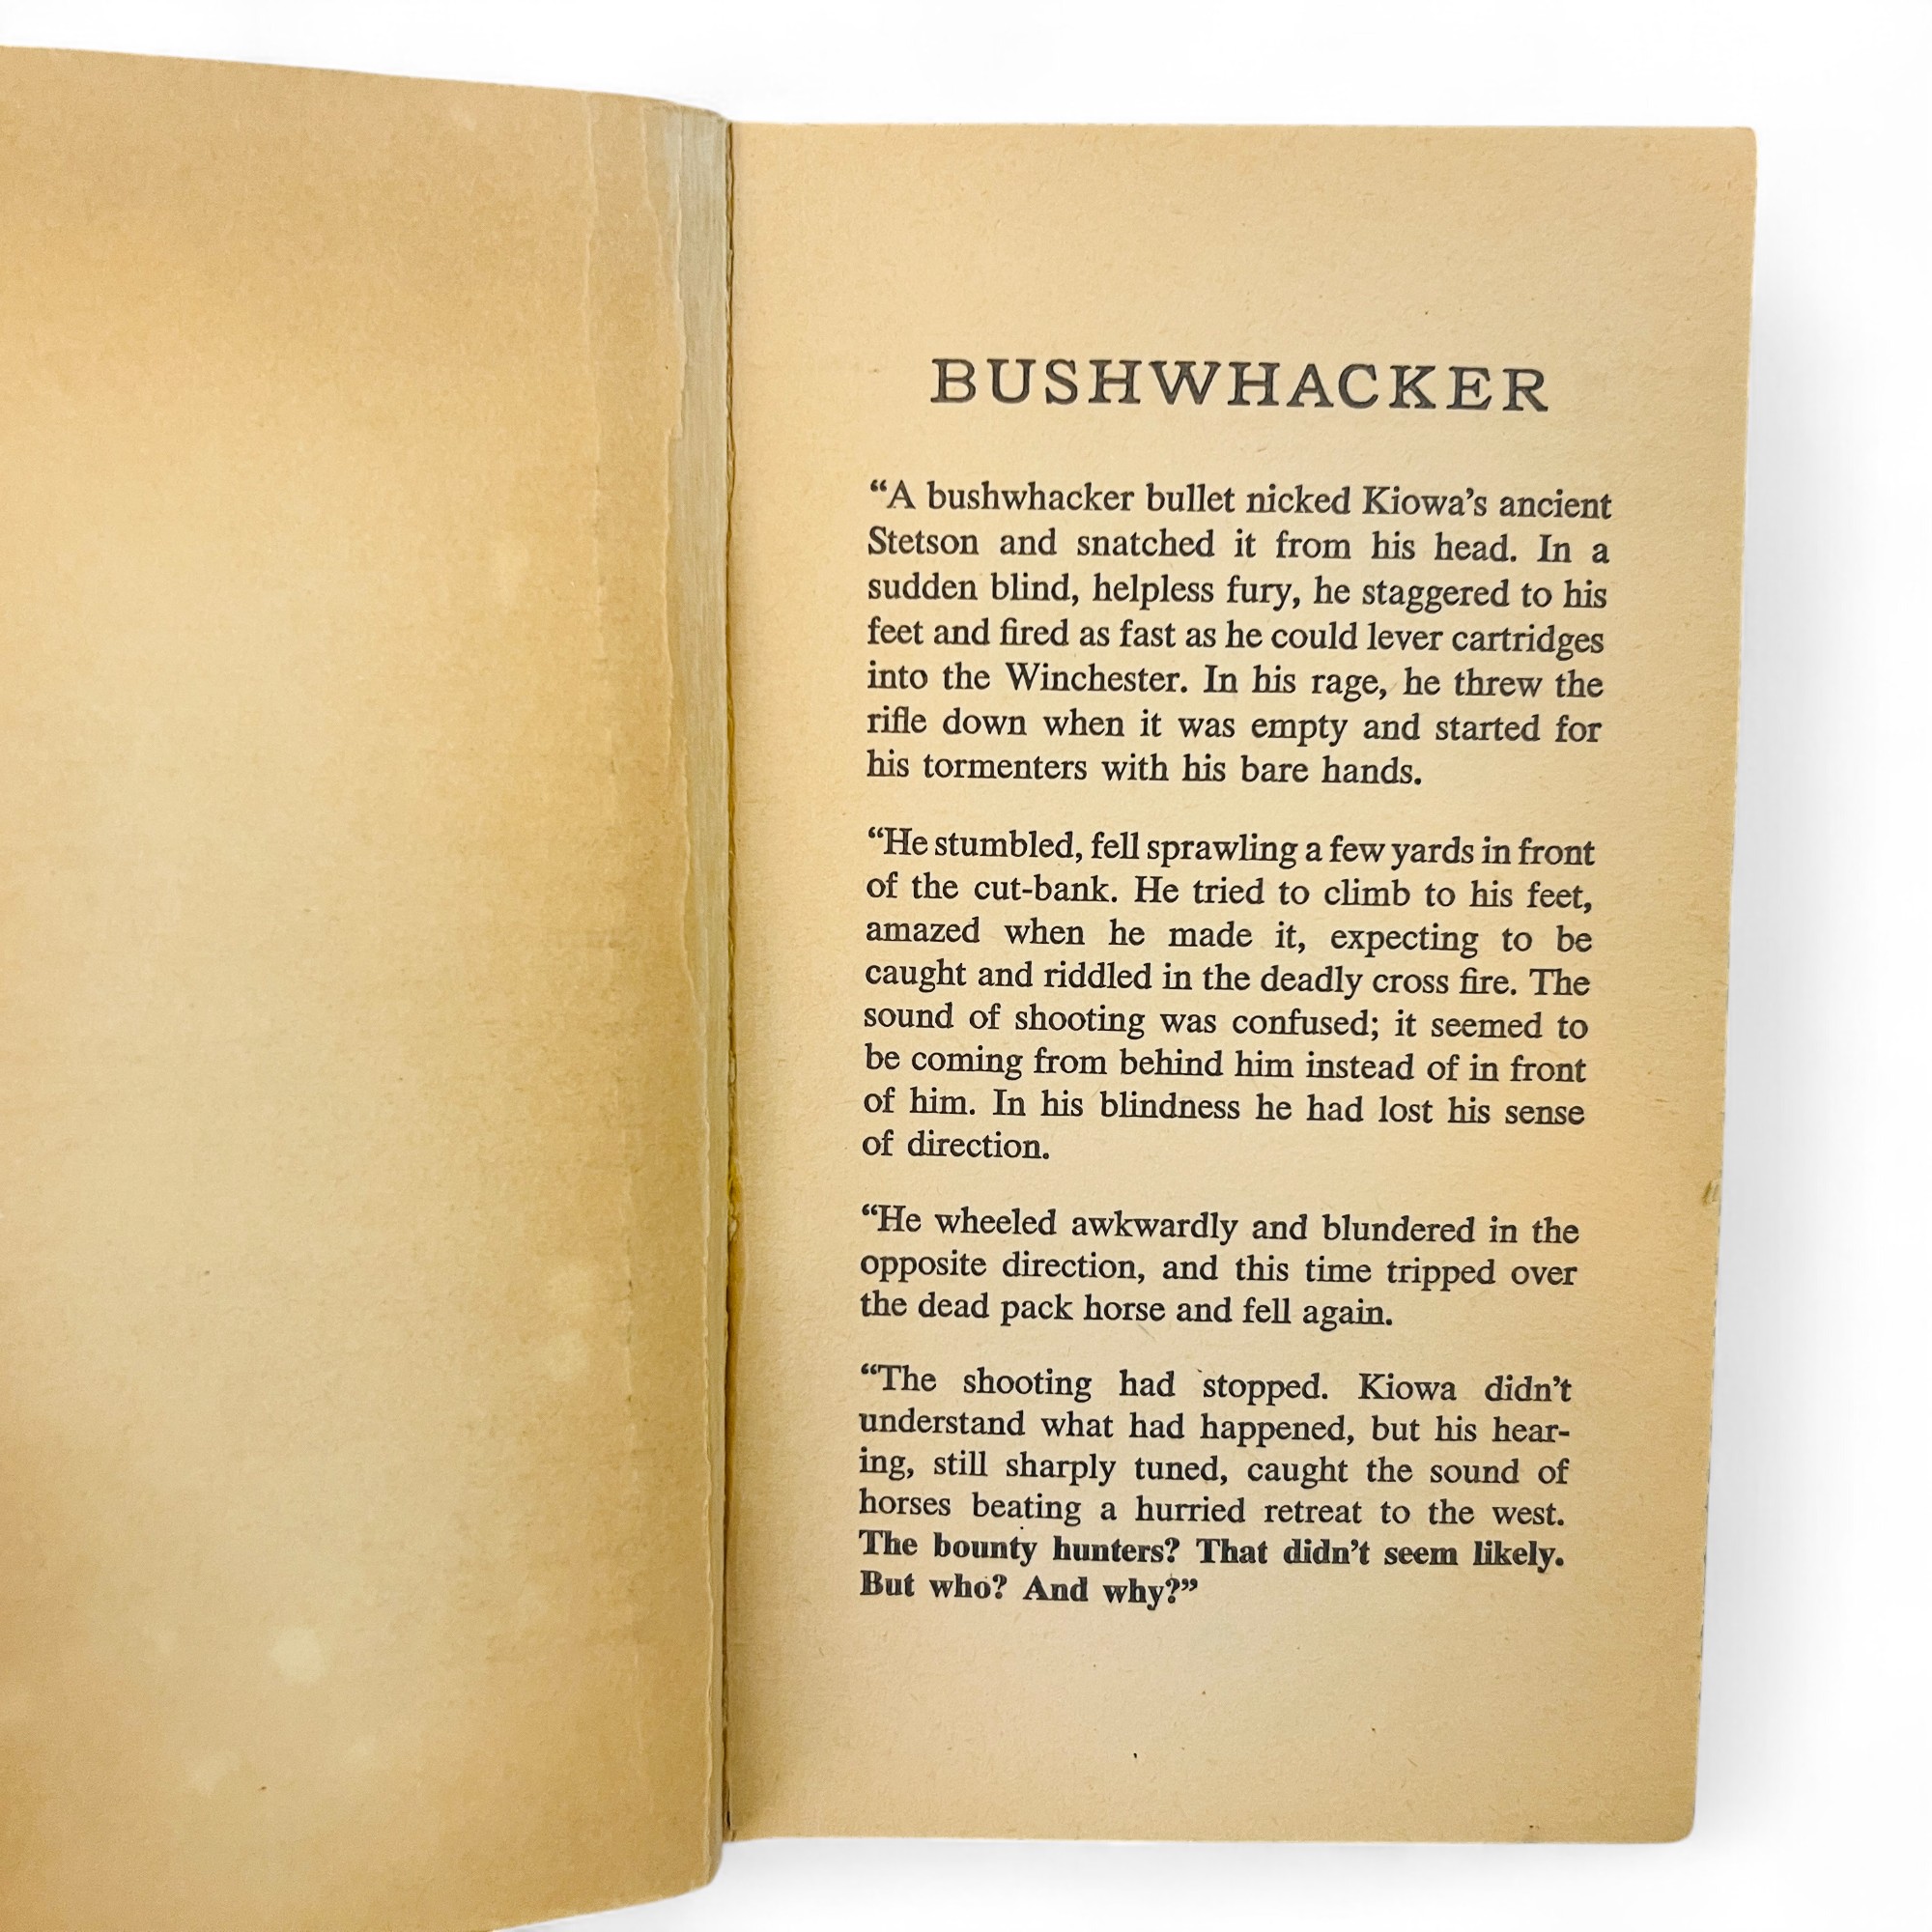 BUSHWHACKER
“A bushwhacker bullet nicked Kiowa’s ancient
Stetson and snatched it from his head. In a
sudden blind, helpless fury, he staggered to his
feet and fired as fast as he could lever cartridges
into the Winchester. In his rage, he threw the
rifle down when it was empty and started for
his tormenters with his bare hands.
“He stumbled, fell sprawling a few yards in front
of the cut-bank. He tried to climb to his feet,
amazed when he made it, expecting to be
caught and riddled in the deadly cross fire. The
sound of shooting was confused; it seemed to
be coming from behind him instead of in front
of him. In his blindness he had lost his sense
of direction.
“He wheeled awkwardly and blundered in the
opposite direction, and this time tripped over
the dead pack horse and fell again.
“The shooting had stopped. Kiowa didn’t
understand what had happened, but his hear-
ing, still sharply tuned, caught the sound of
horses beating a hurried retreat to the west.
The bounty hunters? That didn’t seem likely.
But who? And why?”